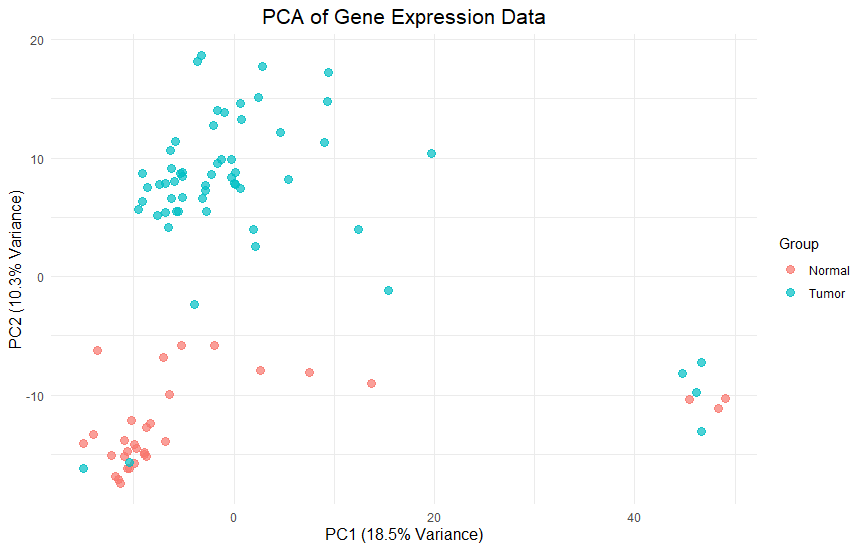 PCA of Gene Expression Data
20
10
0
-10
PC2 (10.3% Variance)
0
20
40
PC1 (18.5% Variance)
Group
Normal
Tumor